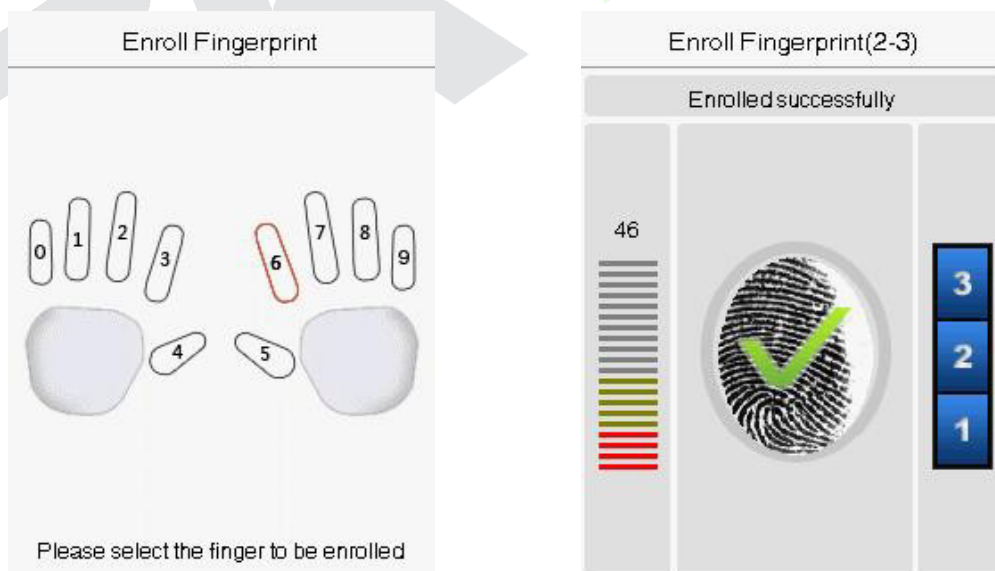 Enroll Fingerprint
0 1 2 3 6 7 8 9
4 5
Please select the finger to be enrolled
Enroll Fingerprint(2-3)
Enrolled successfully
46
3
2
1